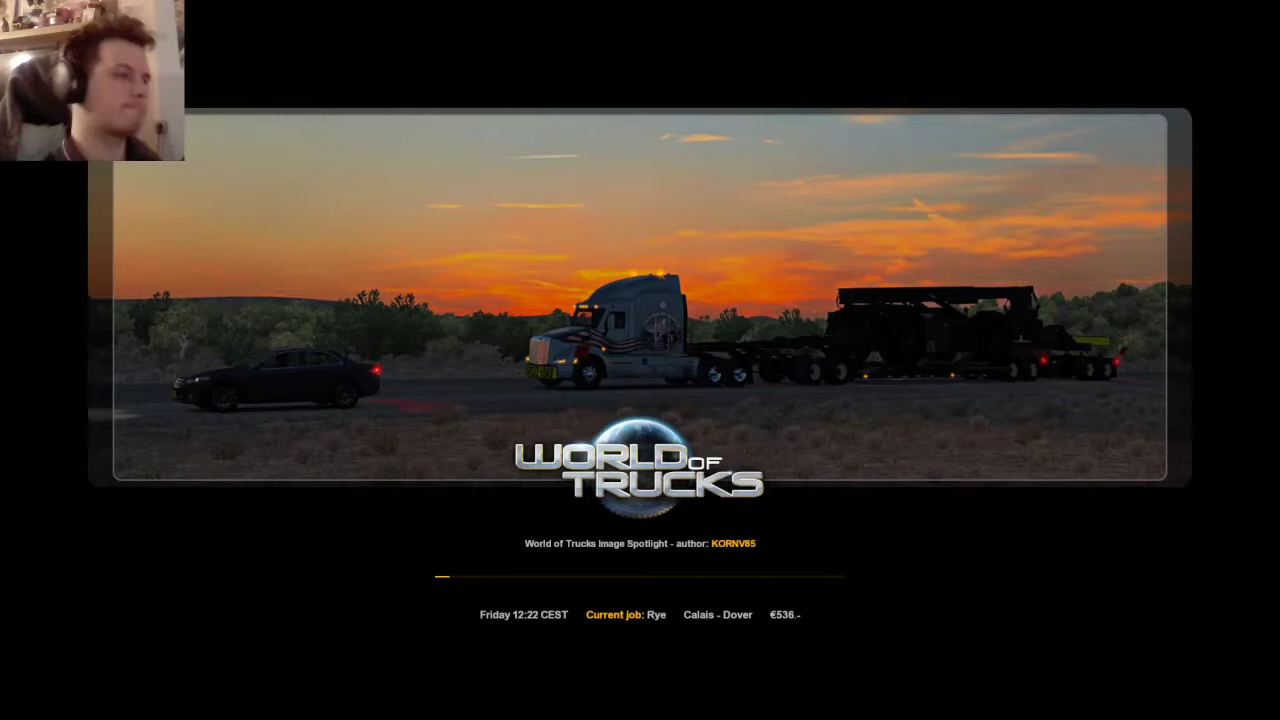 WORLD OF
TRUCKS
World of Trucks Image Spotlight - author: KORNV85
Friday 12:22 CEST Current job: Rye Calais - Dover €536.-